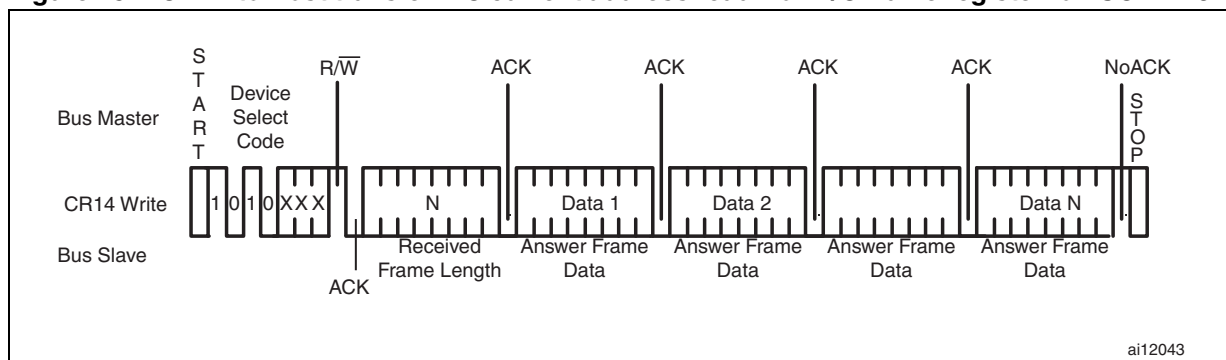 S
T
A
R
T
R/W
ACK
ACK
ACK
ACK
NoACK
S
T
O
P
Device
Select
Code
Bus Master
CR14 Write
1 0 1 0 X X X
N
Data 1
Data 2
Data N
Bus Slave
Received
Frame Length
Answer Frame
Data
Answer Frame
Data
Answer Frame
Data
Answer Frame
Data
ACK
ai12043